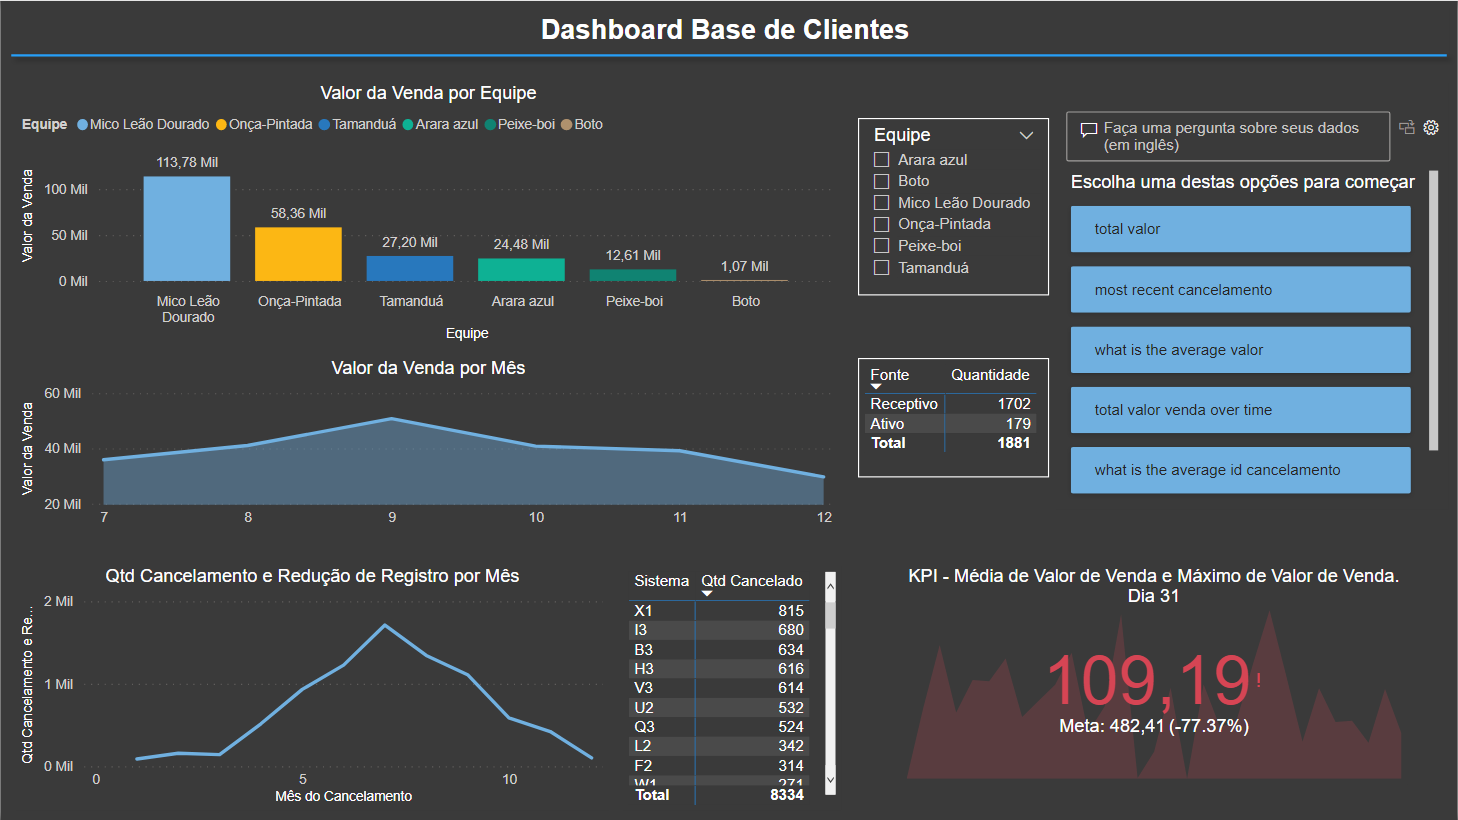 Dashboard Base de Clientes
Valor da Venda por Equipe
Equipe Mico Leão Dourado Onça-Pintada Tamanduá Arara azul Peixe-boi Boto
Valor da Venda
100 Mil
50 Mil
0 Mil
113,78 Mil
58,36 Mil
27,20 Mil
24,48 Mil
12,61 Mil
1,07 Mil
Mico Leão
Dourado
Onça-Pintada
Tamanduá
Arara azul
Peixe-boi
Boto
Equipe
Equipe
Arara azul
Boto
Mico Leão Dourado
Onça-Pintada
Peixe-boi
Tamanduá
Faça uma pergunta sobre seus dados
(em inglês)
Escolha uma destas opções para começar
total valor
most recent cancelamento
what is the average valor
total valor venda over time
what is the average id cancelamento
Valor da Venda por Mês
Valor da Venda
60 Mil
40 Mil
20 Mil
7 8 9 10 11 12
Fonte Quantidade
Receptivo 1702
Ativo 179
Total 1881
Qtd Cancelamento e Redução de Registro por Mês
Qtd Cancelamento e Re...
2 Mil
1 Mil
0 Mil
0 5 10
Mês do Cancelamento
Sistema Qtd Cancelado
X1 815
I3 680
B3 634
H3 616
V3 614
U2 532
Q3 524
L2 342
F2 314
W1 271
Total 8334
KPI - Média de Valor de Venda e Máximo de Valor de Venda.
Dia 31
109,19!
Meta: 482,41 (-77.37%)